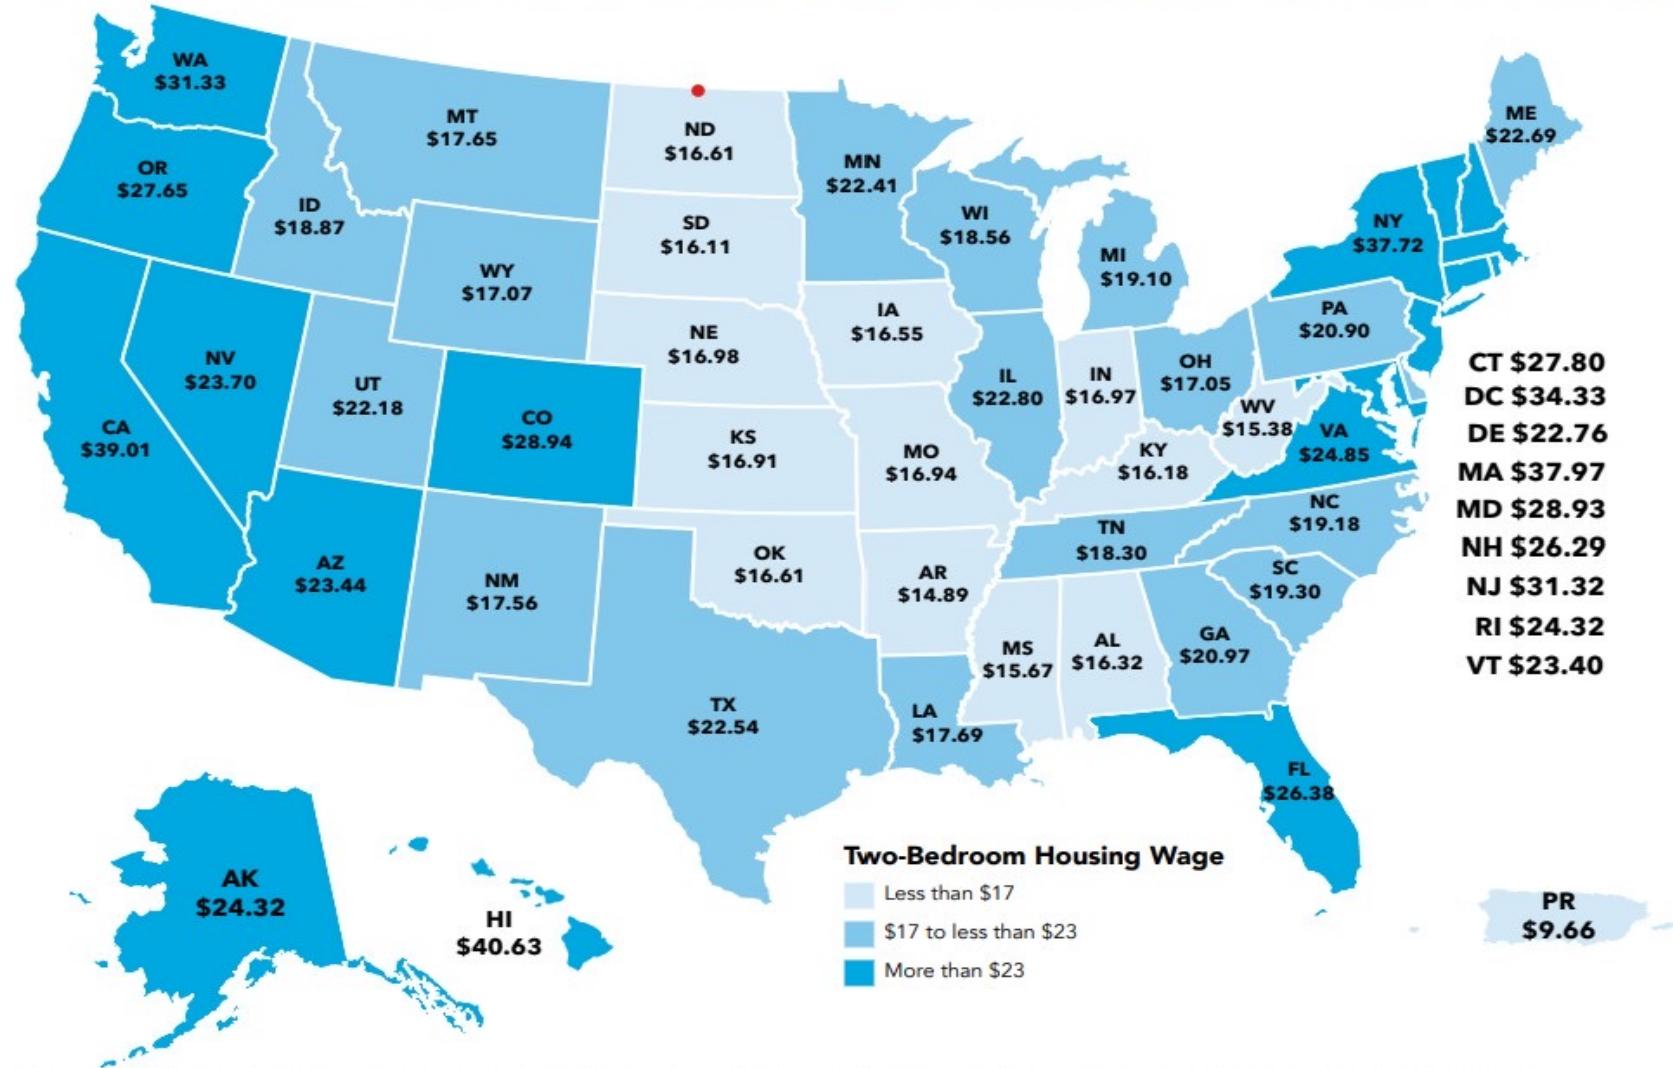 WA
$31.33
OR
$27.65
CA
$39.01
NV
$23.70
ID
$18.87
MT
$17.65
WY
$17.07
UT
$22.18
CO
$28.94
AZ
$23.44
NM
$17.56
ND
$16.61
SD
$16.11
NE
$16.98
KS
$16.91
OK
$16.61
TX
$22.54
MN
$22.41
IA
$16.55
MO
$16.94
AR
$14.89
LA
$17.69
WI
$18.56
IL
$22.80
MI
$19.10
IN
$16.97
OH
$17.05
KY
$16.18
TN
$18.30
MS
$15.67
AL
$16.32
GA
$20.97
FL
$26.38
SC
$19.30
NC
$19.18
VA
$24.85
WV
$15.38
PA
$20.90
NY
$37.72
ME
$22.69
CT $27.80
DC $34.33
DE $22.76
MA $37.97
MD $28.93
NH $26.29
NJ $31.32
RI $24.32
VT $23.40
AK
$24.32
HI
$40.63
Two-Bedroom Housing Wage
Less than $17
$17 to less than $23
More than $23
PR
$9.66